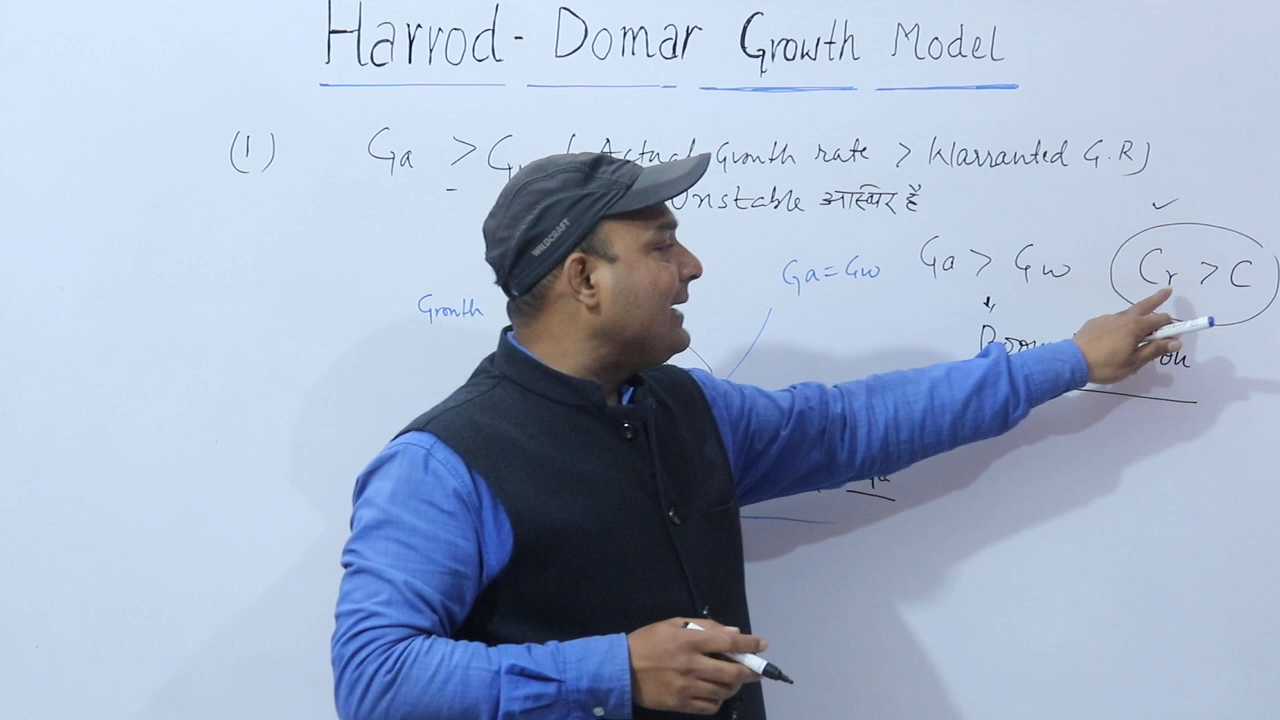 Harrod - Domar Growth Model
(1) Ga > G ( Actual Growth rate > Warranted G.R)
Unstable अस्थिर है
Ga = Gw
Ga > Gw
Cr > C
Growth
WILDCRAFT
Ga